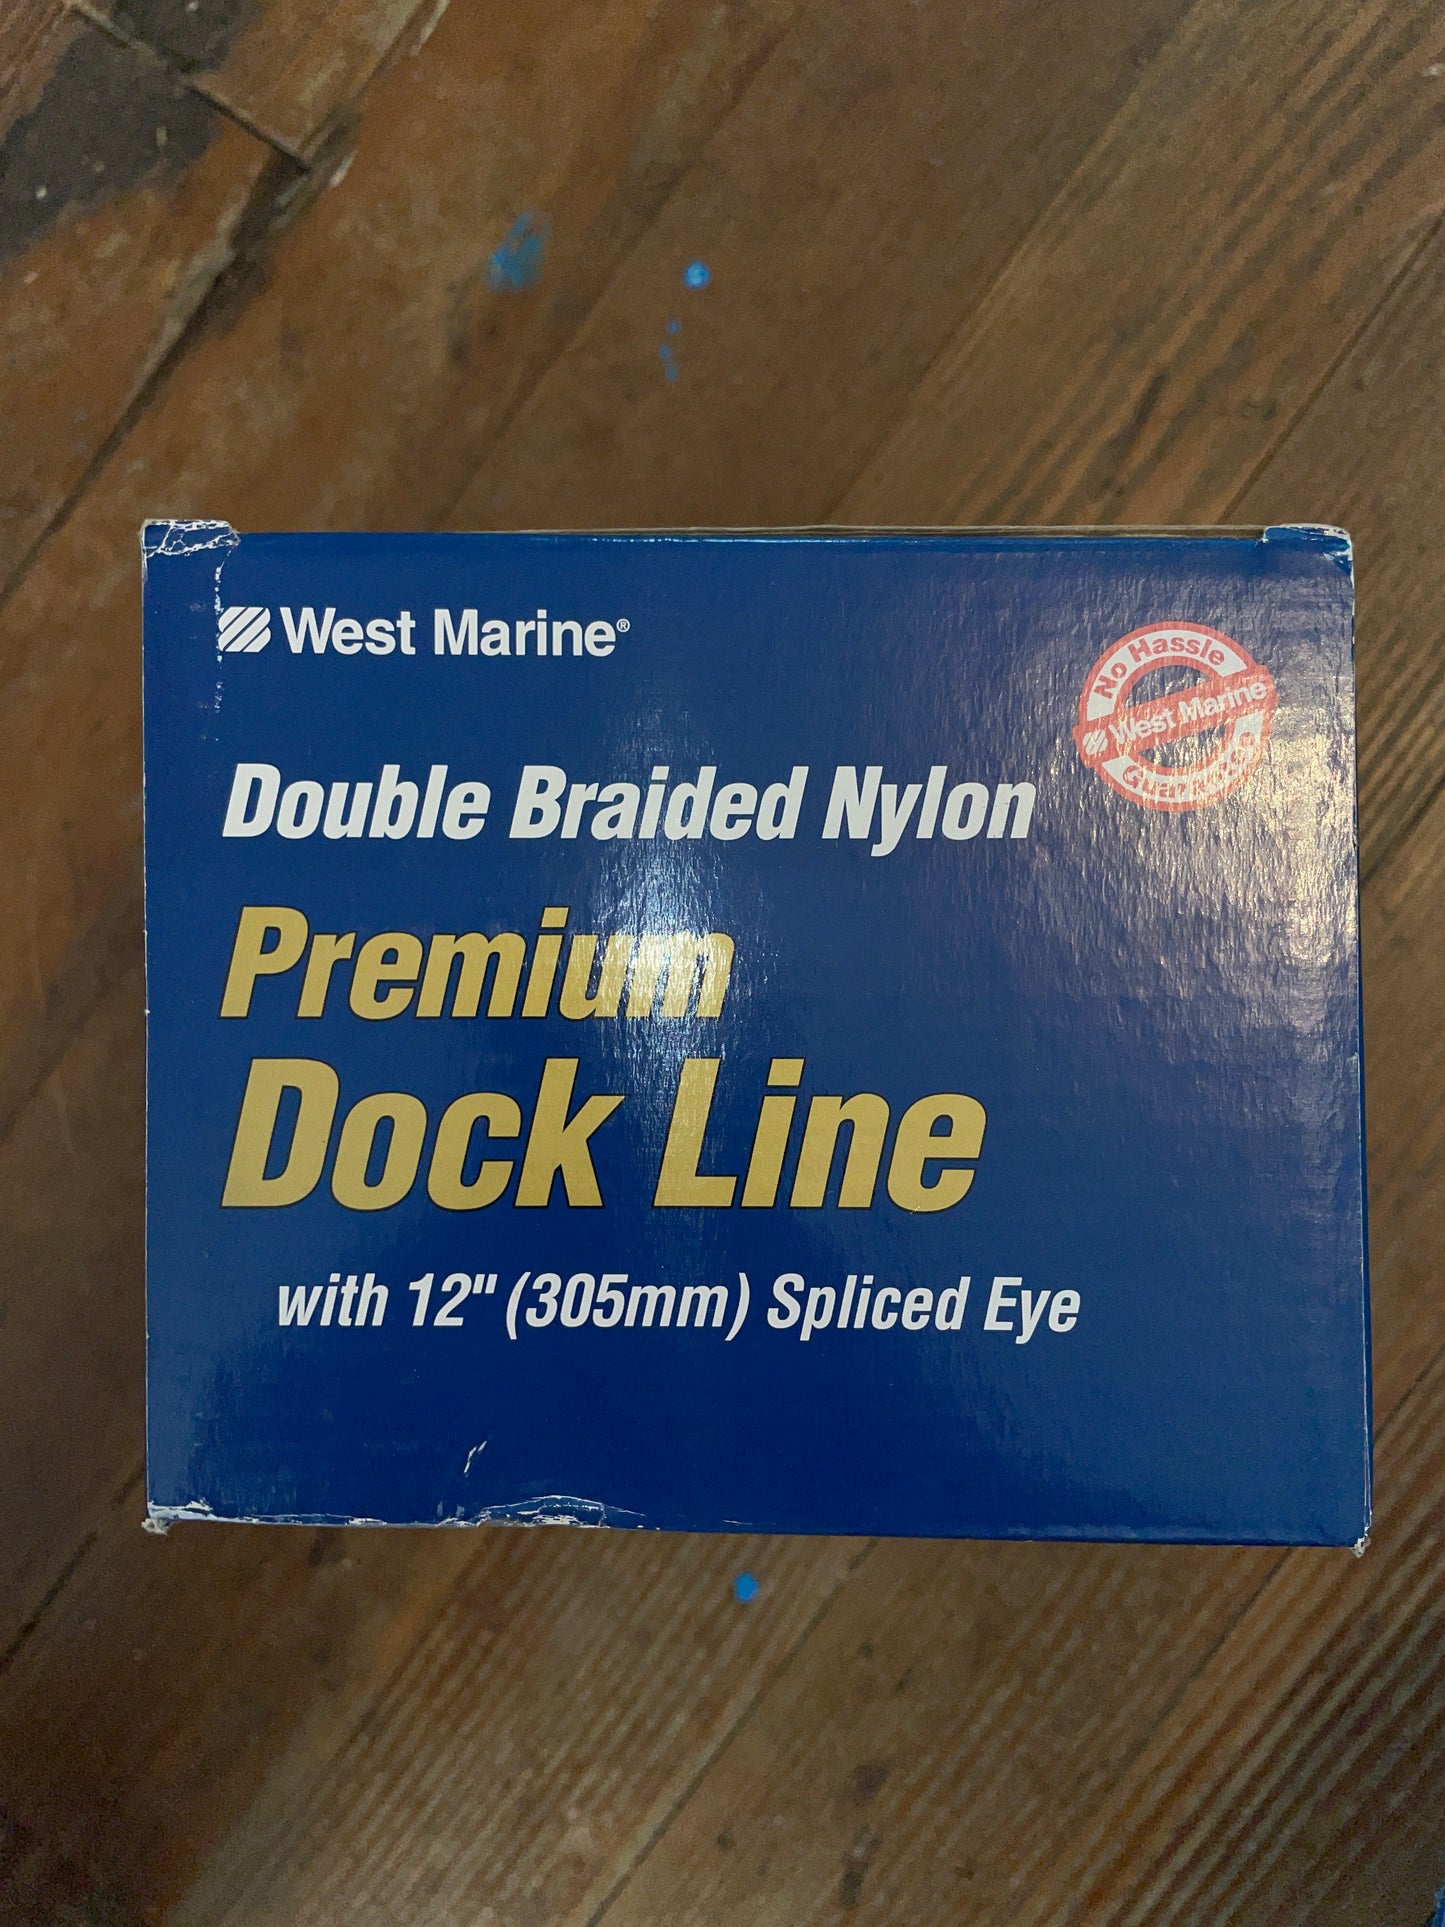 West Marine®
No Hassle
West Marine
Guarantee
Double Braided Nylon
Premium
Dock Line
with 12" (305mm) Spliced Eye